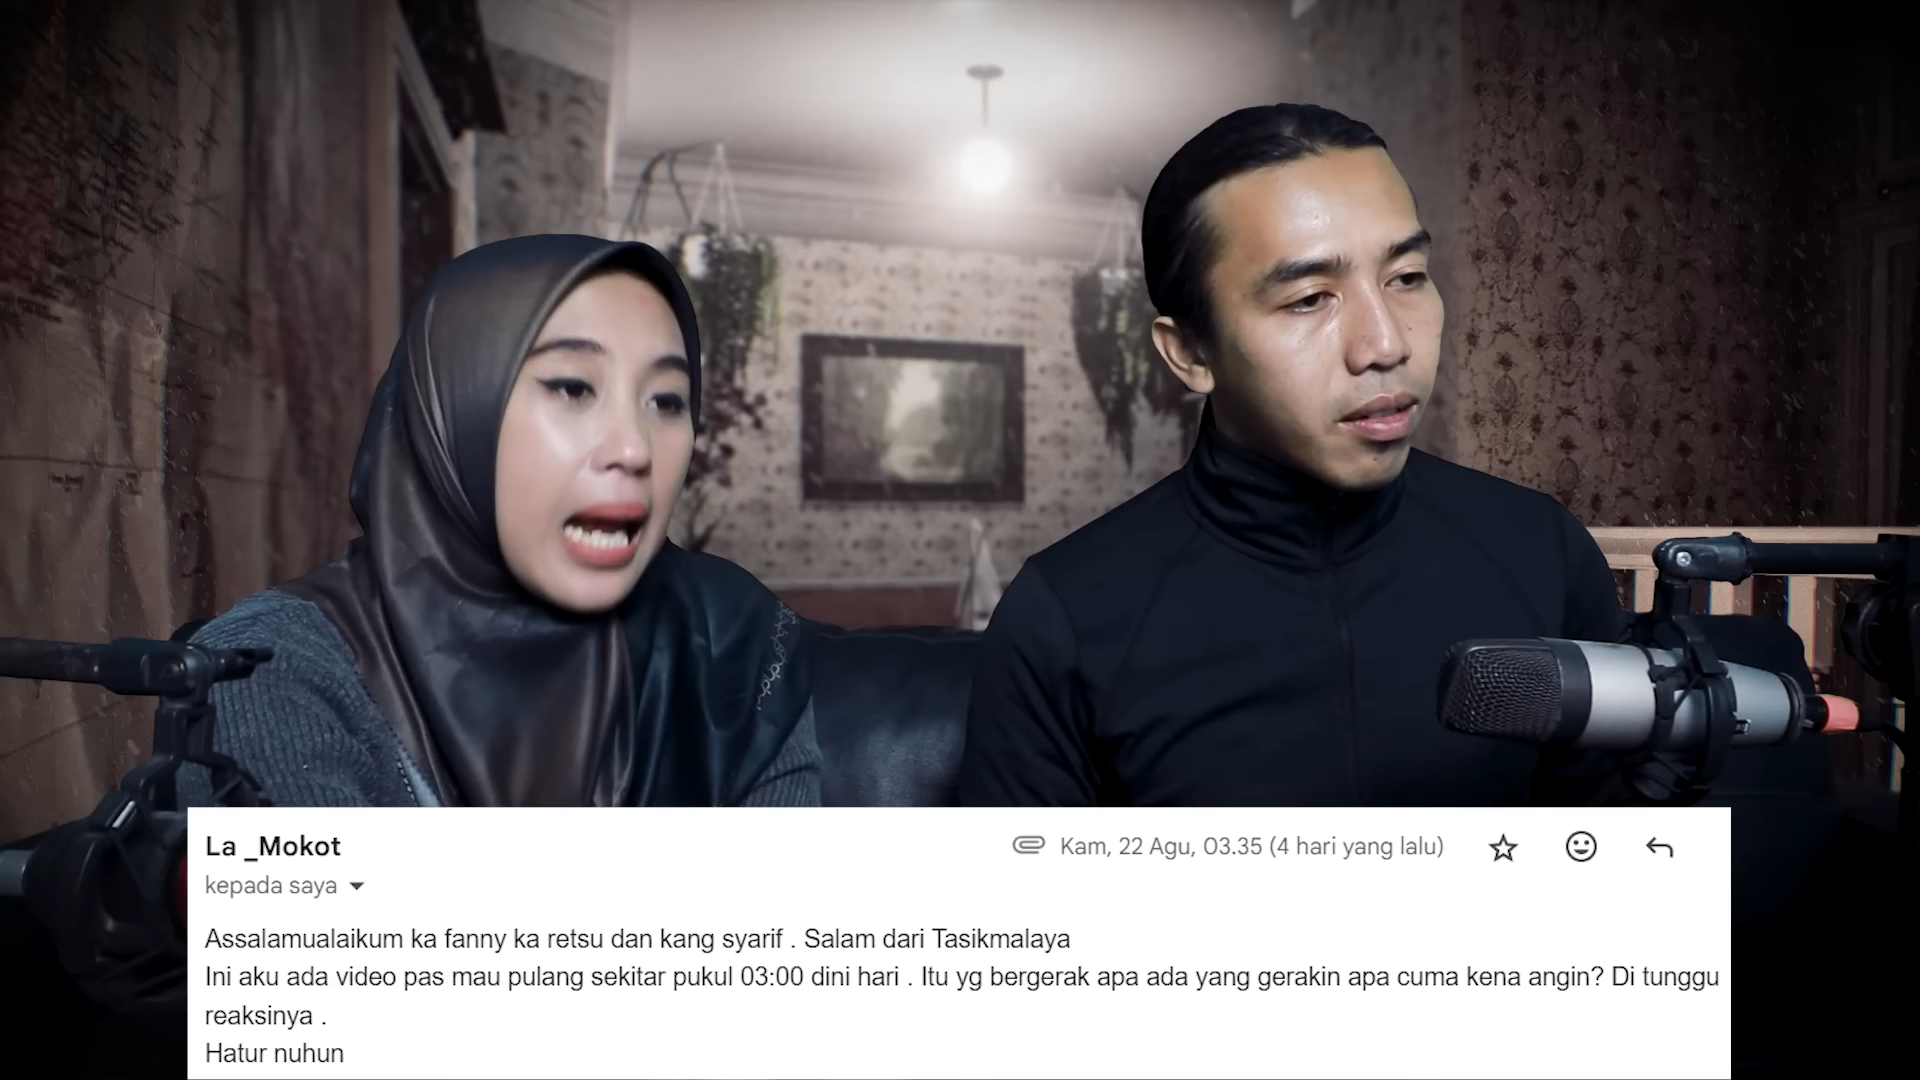 La _Mokot
Kam, 22 Agu, 03.35 (4 hari yang lalu)
kepada saya
Assalamualaikum ka fanny ka retsu dan kang syarif . Salam dari Tasikmalaya
Ini aku ada video pas mau pulang sekitar pukul 03:00 dini hari . Itu yg bergerak apa ada yang gerakin apa cuma kena angin? Di tunggu
reaksinya .
Hatur nuhun